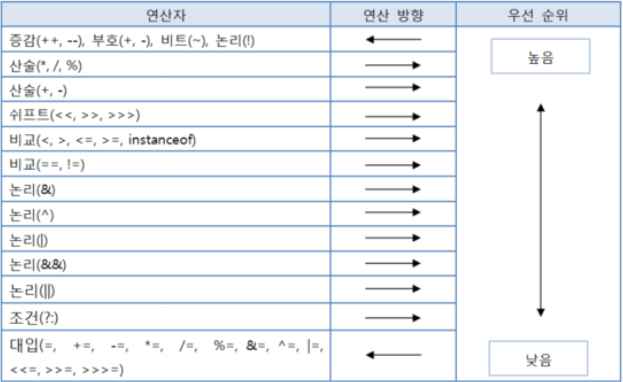 연산자 연산 방향 우선 순위
증감(++, --), 부호(+, -), 비트(~), 논리(!)
높음
산술(*, /, %)
산술(+, -)
쉬프트(<<, >>, >>>)
비교(<, >, <=, >=, instanceof)
비교(==, !=)
논리(&)
논리(^)
논리(|)
논리(&&)
논리(||)
조건(?:)
대입(=, +=, -=, *=, /=, %=, &=, ^=, |=,
<<=, >>=, >>>=)
낮음